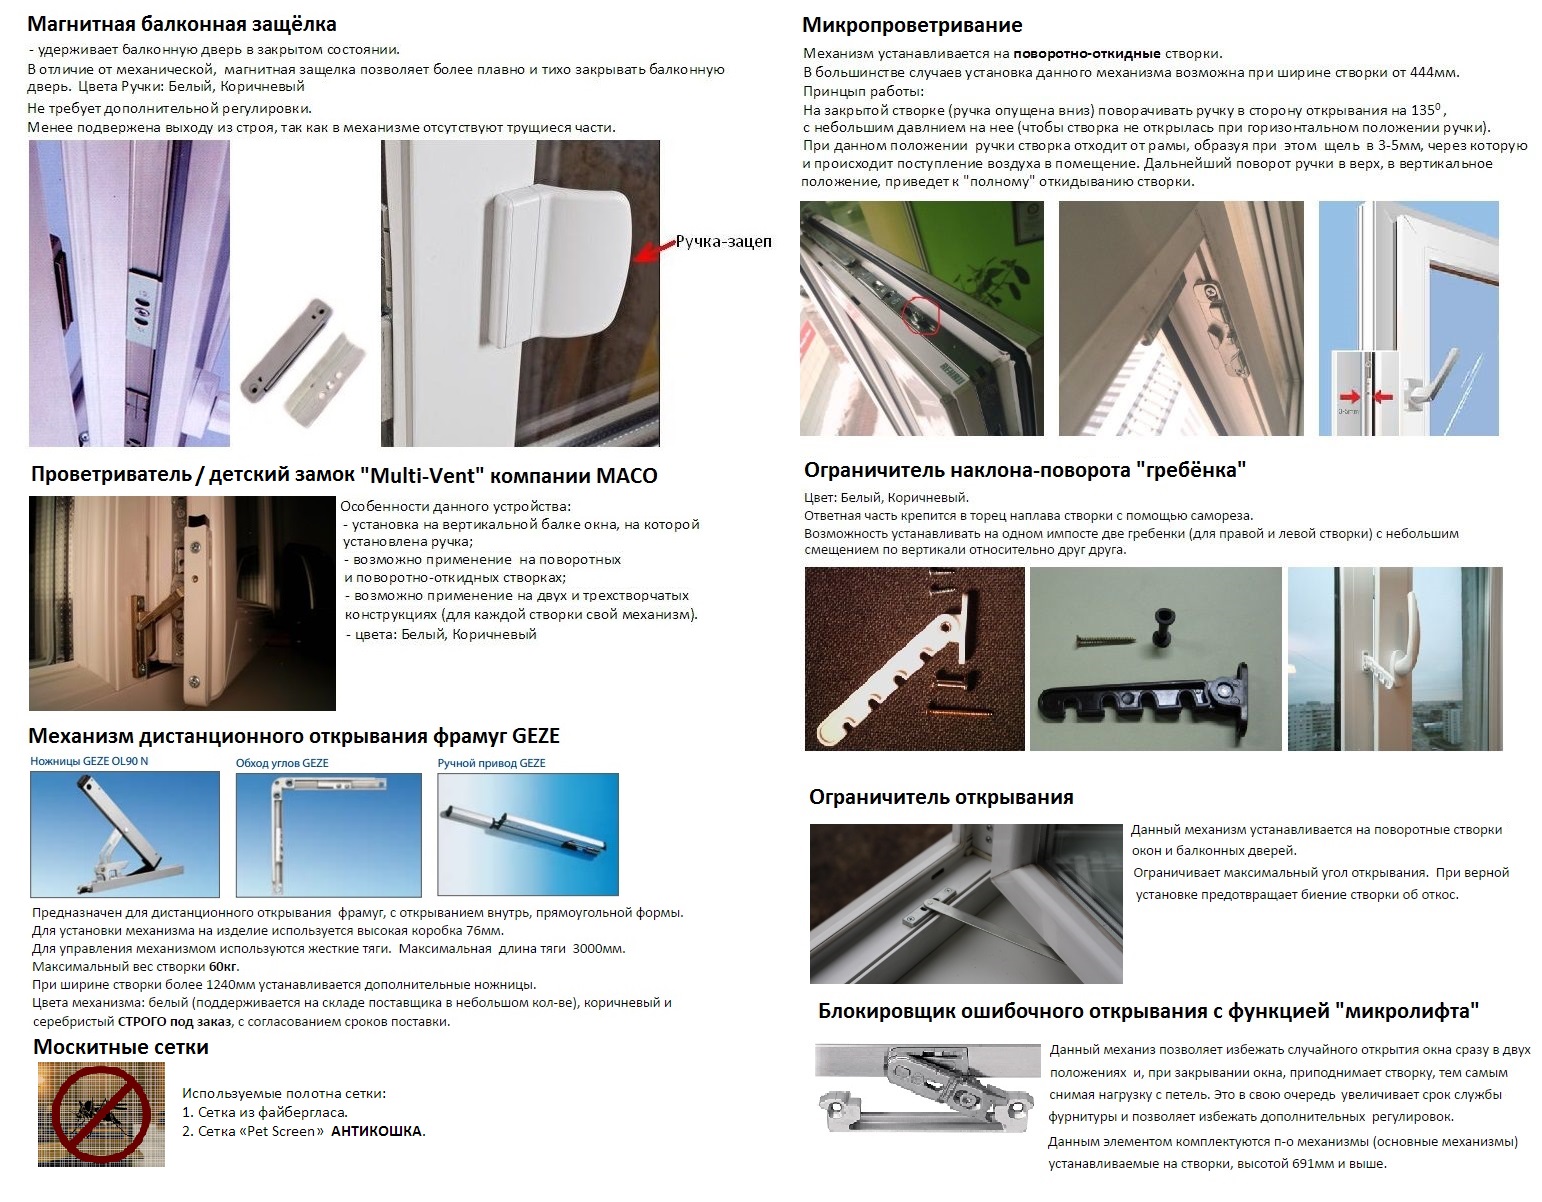 Магнитная балконная защёлка
- удерживает балконную дверь в закрытом состоянии.
В отличие от механической, магнитная защелка позволяет более плавно и тихо закрывать балконную
дверь. Цвета Ручки: Белый, Коричневый
Не требует дополнительной регулировки.
Менее подвержена выходу из строя, так как в механизме отсутствуют трущиеся части.
Ручка-зацеп
Проветриватель / детский замок "Multi-Vent" компании MACO
Особенности данного устройства:
- установка на вертикальной балке окна, на которой
установлена ручка;
- возможно применение на поворотных
и поворотно-откидных створках;
- возможно применение на двух и трехстворчатых
конструкциях (для каждой створки свой механизм).
- цвета: Белый, Коричневый
Механизм дистанционного открывания фрамуг GEZE
Ножницы GEZE OL90 N
Обход углов GEZE
Ручной привод GEZE
Предназначен для дистанционного открывания фрамуг, с открыванием внутрь, прямоугольной формы.
Для установки механизма на изделие используется высокая коробка 76мм.
Для управления механизмом используются жесткие тяги. Максимальная длина тяги 3000мм.
Максимальный вес створки 60кг.
При ширине створки более 1240мм устанавливается дополнительные ножницы.
Цвета механизма: белый (поддерживается на складе поставщика в небольшом кол-ве), коричневый и
серебристый СТРОГО под заказ, с согласованием сроков поставки.
Москитные сетки
Используемые полотна сетки:
1. Сетка из файбергласа.
2. Сетка «Pet Screen» АНТИКОШКА.
Микропроветривание
Механизм устанавливается на поворотно-откидные створки.
В большинстве случаев установка данного механизма возможна при ширине створки от 444мм.
Принцып работы:
На закрытой створке (ручка опущена вниз) поворачивать ручку в сторону открывания на 135⁰ ,
с небольшим давлнием на нее (чтобы створка не открылась при горизонтальном положении ручки).
При данном положении ручки створка отходит от рамы, образуя при этом щель в 3-5мм, через которую
и происходит поступление воздуха в помещение. Дальнейший поворот ручки в верх, в вертикальное
положение, приведет к "полному" откидыванию створки.
3-5mm
Ограничитель наклона-поворота "гребёнка"
Цвет: Белый, Коричневый.
Ответная часть крепится в торец наплава створки с помощью самореза.
Возможность устанавливать на одном импосте две гребенки (для правой и левой створки) с небольшим
смещением по вертикали относительно друг друга.
Ограничитель открывания
Данный механизм устанавливается на поворотные створки
окон и балконных дверей.
Ограничивает максимальный угол открывания. При верной
установке предотвращает биение створки об откос.
Блокировщик ошибочного открывания с функцией "микролифта"
Данный механиз позволяет избежать случайного открытия окна сразу в двух
положениях и, при закрывании окна, приподнимает створку, тем самым
снимая нагрузку с петель. Это в свою очередь увеличивает срок службы
фурнитуры и позволяет избежать дополнительных регулировок.
Данным элементом комплектуются п-о механизмы (основные механизмы)
устанавливаемые на створки, высотой 691мм и выше.